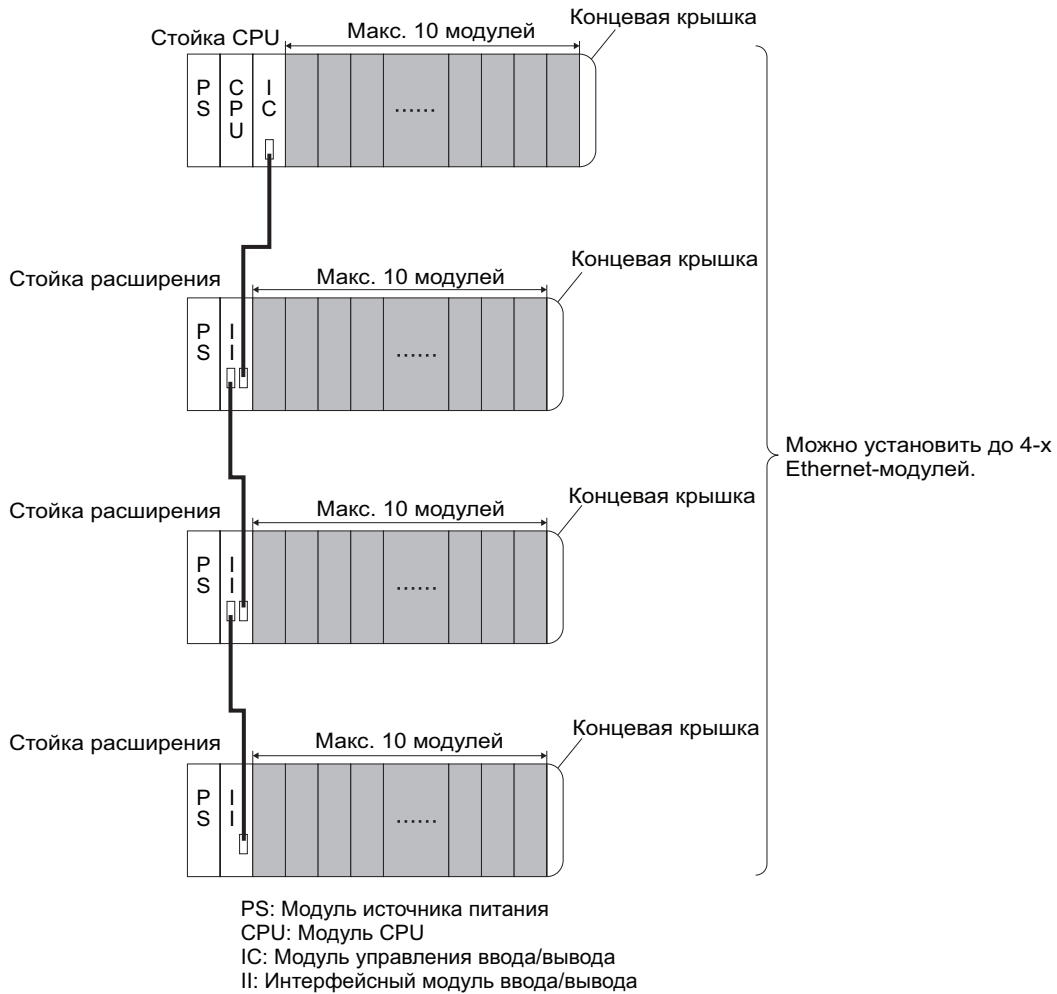 Концевая крышка
Стойка CPU
Макс. 10 модулей
PS
CPU
IC
......
Стойка расширения
Макс. 10 модулей
Концевая крышка
PS
II
......
Можно установить до 4-х
Ethernet-модулей.
Стойка расширения
Макс. 10 модулей
Концевая крышка
PS
II
......
Стойка расширения
Макс. 10 модулей
Концевая крышка
PS
II
......
PS: Модуль источника питания
CPU: Модуль CPU
IC: Модуль управления ввода/вывода
II: Интерфейсный модуль ввода/вывода